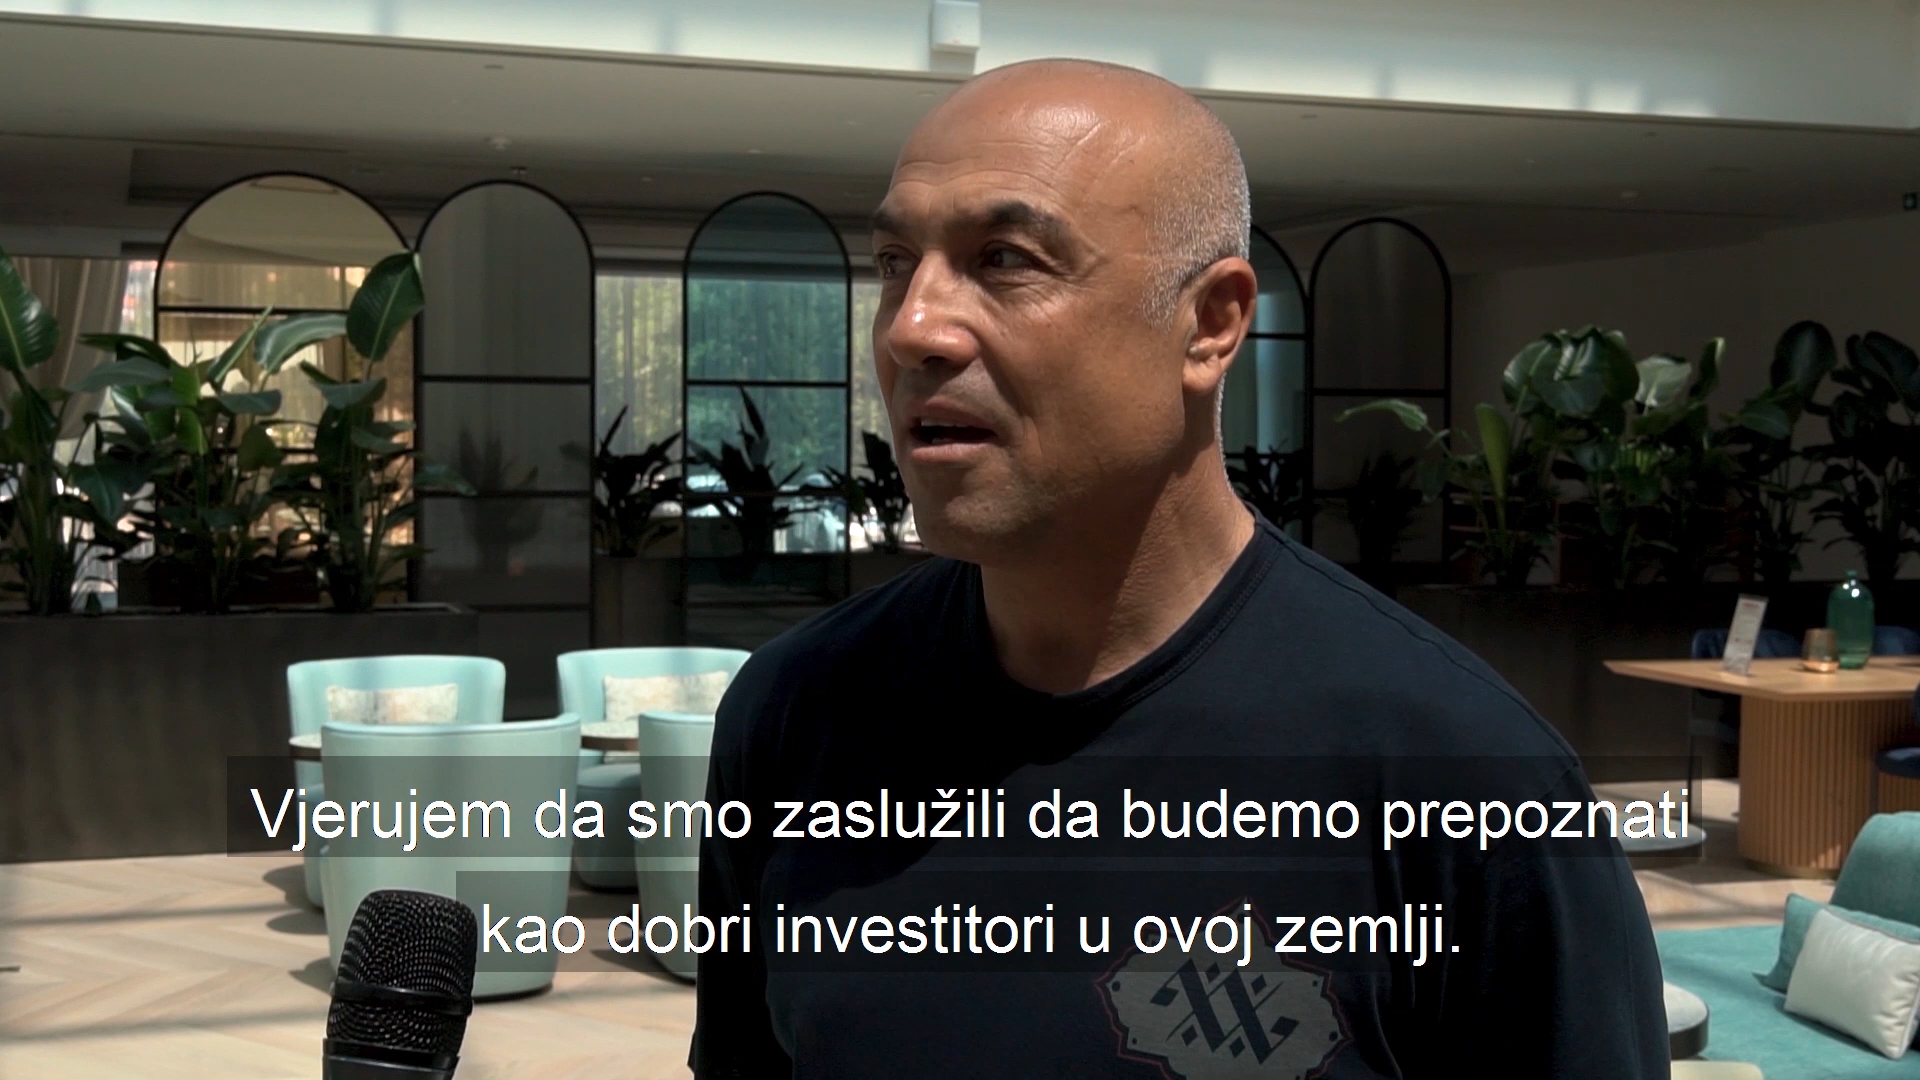 Vjerujem da smo zaslužili da budemo prepoznati
kao dobri investitori u ovoj zemlji.